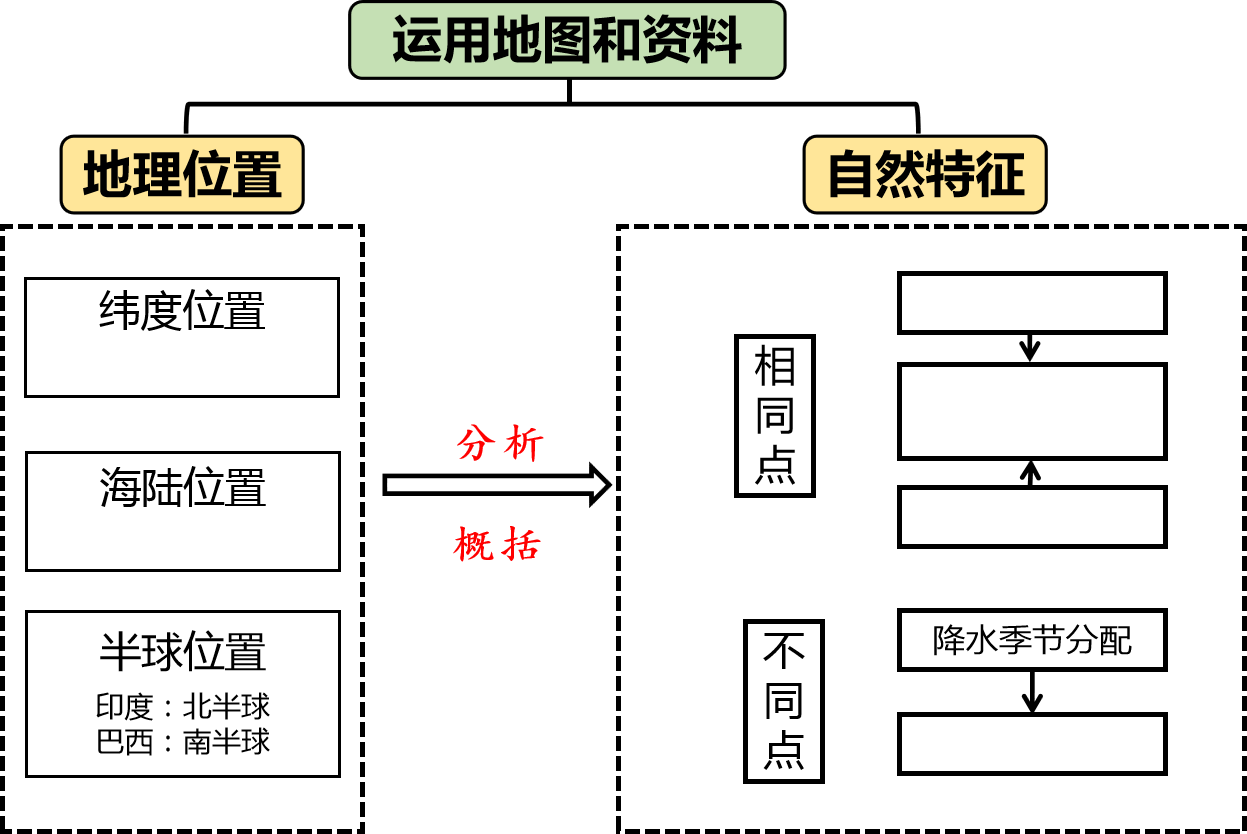 运用地图和资料
地理位置
自然特征
纬度位置
海陆位置
半球位置
印度：北半球
巴西：南半球
分析
概括
相同点
不同点
降水季节分配